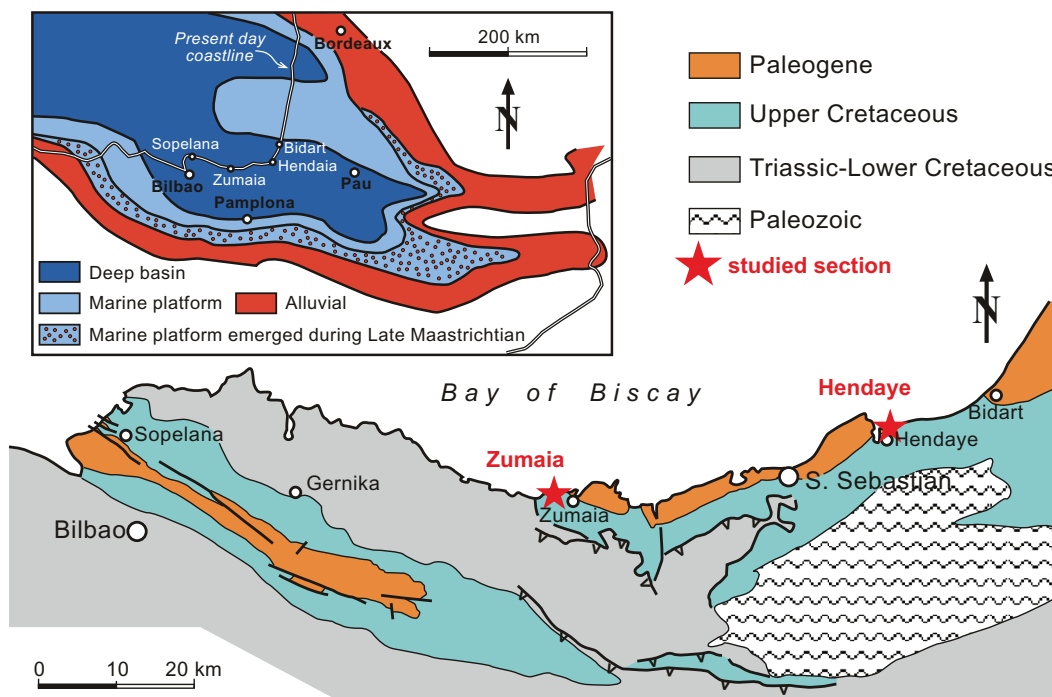 Present day
coastline
Bordeaux
200 km
N
Sopelana
Bidart
Hendaia
Zumaia
Bilbao
Pau
Pamplona
Deep basin
Marine platform
Alluvial
Marine platform emerged during Late Maastrichtian
Paleogene
Upper Cretaceous
Triassic-Lower Cretaceous
Paleozoic
studied section
N
Bay of Biscay
Hendaye
Bidart
Hendaye
Sopelana
Zumaia
S. Sebastian
Gernika
Zumaia
Bilbao
0 10 20 km